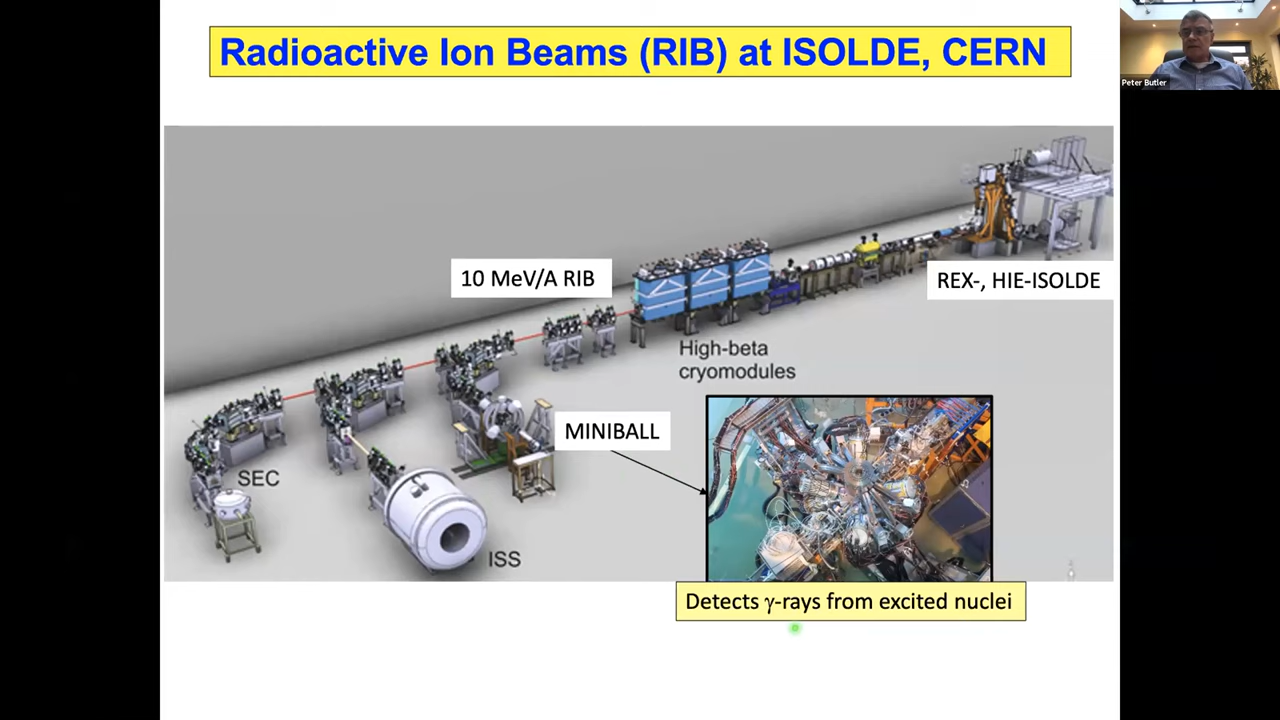 Radioactive Ion Beams (RIB) at ISOLDE, CERN
Peter Butler
10 MeV/A RIB
REX-, HIE-ISOLDE
High-beta
cryomodules
MINIBALL
SEC
ISS
Detects γ-rays from excited nuclei